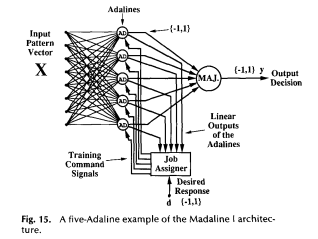 Adalines
{-1,1}
Input
Pattern
Vector
X
AD
AD
AD
AD
AD
MAJ.
{-1,1} y
Output
Decision
Linear
Outputs
of the
Adalines
Training
Command
Signals
Job
Assigner
Desired
Response
d {-1,1}
Fig. 15. A five-Adaline example of the Madaline I architec-
ture.